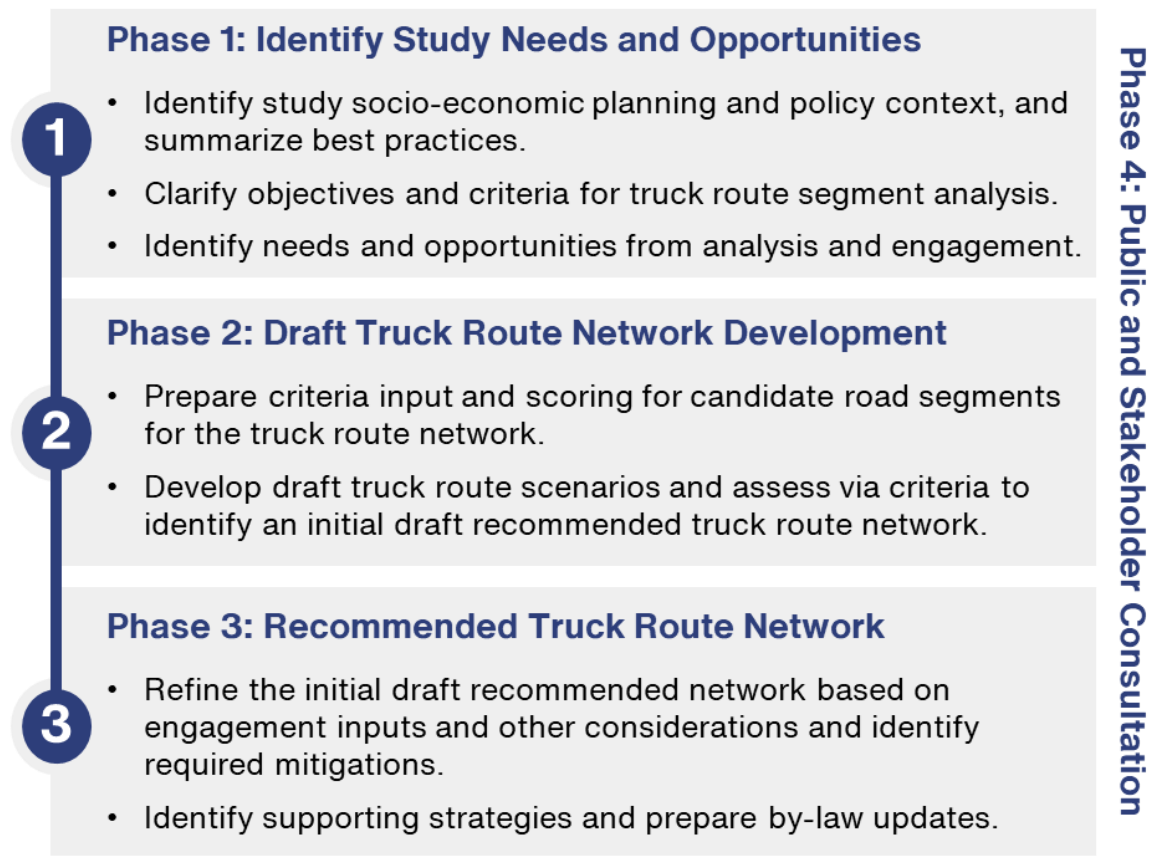 Phase 1: Identify Study Needs and Opportunities
1
• Identify study socio-economic planning and policy context, and
summarize best practices.
• Clarify objectives and criteria for truck route segment analysis.
• Identify needs and opportunities from analysis and engagement.
Phase 2: Draft Truck Route Network Development
2
• Prepare criteria input and scoring for candidate road segments
for the truck route network.
• Develop draft truck route scenarios and assess via criteria to
identify an initial draft recommended truck route network.
Phase 3: Recommended Truck Route Network
3
• Refine the initial draft recommended network based on
engagement inputs and other considerations and identify
required mitigations.
• Identify supporting strategies and prepare by-law updates.
Phase 4: Public and Stakeholder Consultation